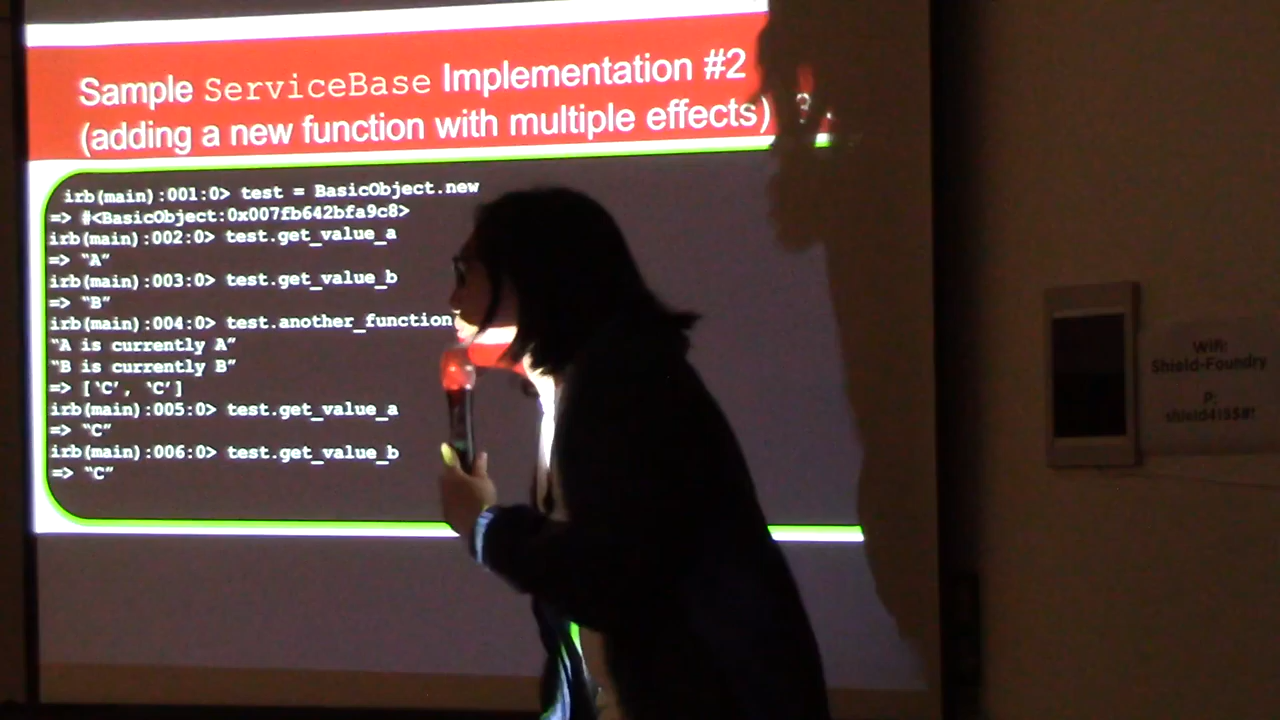 Sample ServiceBase Implementation #2
(adding a new function with multiple effects)
irb(main):001:0> test = BasicObject.new
=> #<BasicObject:0x007fb642bfa9c8>
irb(main):002:0> test.get_value_a
=> “A”
irb(main):003:0> test.get_value_b
=> “B”
irb(main):004:0> test.another_function
“A is currently A”
“B is currently B”
=> [‘C’, ‘C’]
irb(main):005:0> test.get_value_a
=> “C”
irb(main):006:0> test.get_value_b
=> “C”
Wifi:
Shield-Foundry
P: